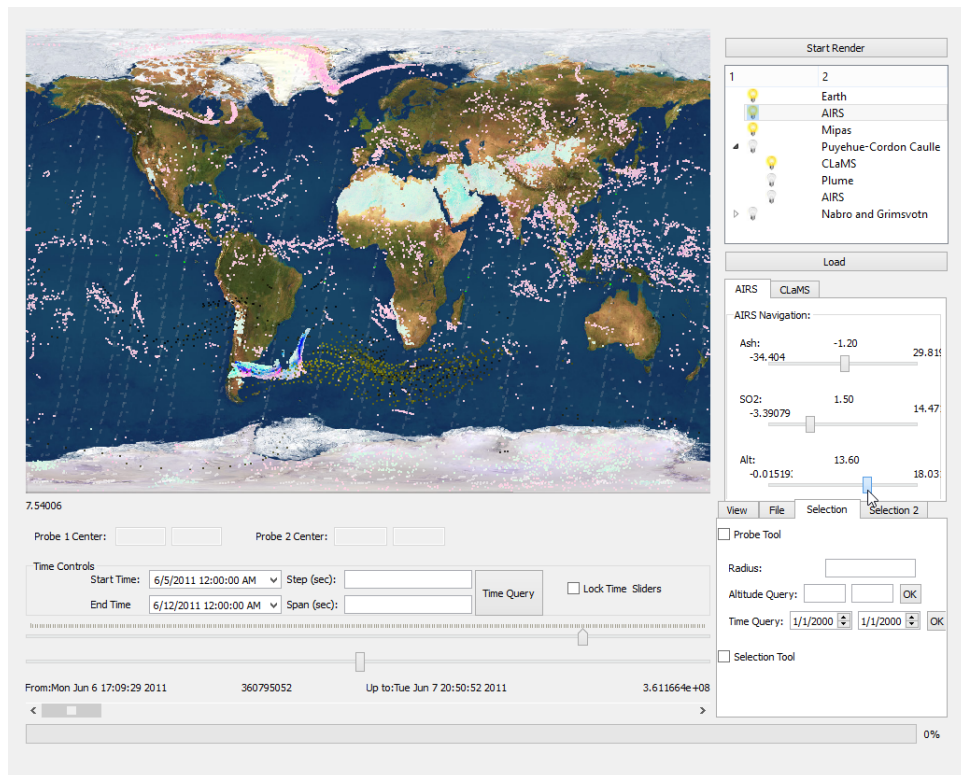 Start Render
1 2
Earth
AIRS
Mipas
Puyehue-Cordon Caulle
CLaMS
Plume
AIRS
Nabro and Grimsvotn
Load
AIRS CLaMS
AIRS Navigation:
Ash: -1.20
-34.404 29.819
SO2: 1.50
-3.39079 14.47
Alt: 13.60
-0.01519 18.03
7.54006
View File Selection Selection 2
Probe 1 Center: Probe 2 Center:
Probe Tool
Time Controls
Start Time: 6/5/2011 12:00:00 AM Step (sec):
Time Query
Lock Time Sliders
End Time 6/12/2011 12:00:00 AM Span (sec):
Radius:
Altitude Query: OK
Time Query: 1/1/2000 1/1/2000 OK
Selection Tool
From:Mon Jun 6 17:09:29 2011 360795052 Up to:Tue Jun 7 20:50:52 2011 3.611664e+08
0%